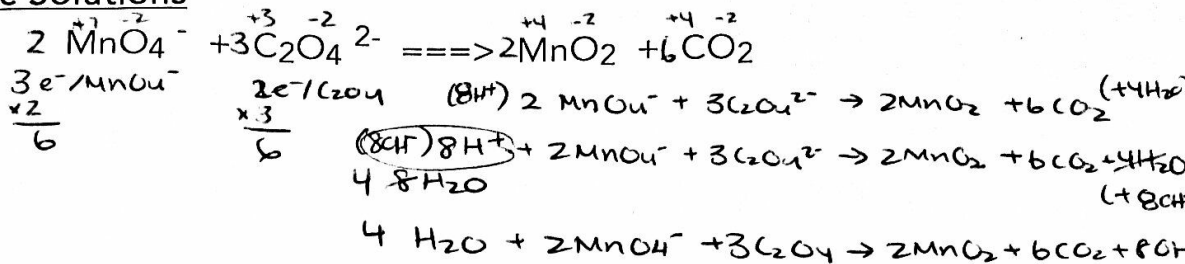 e Solutions
+7 -2 +3 -2 +4 -2 +4 -2
2 MnO4 - +3C2O4 2- ===>2MnO2 +6CO2
3 e-/MnO4- 2e-/C2O4 (8H+) 2 MnO4- + 3C2O4 2- → 2MnO2 + 6CO2 (+4H2O
x2 x3
6 6 (8OH-) 8H+ + 2MnO4- + 3C2O4 2- → 2MnO2 + 6CO2 + 4H2O
4 8H2O (+8OH
4 H2O + 2MnO4- + 3C2O4 → 2MnO2 + 6CO2 + 8OH